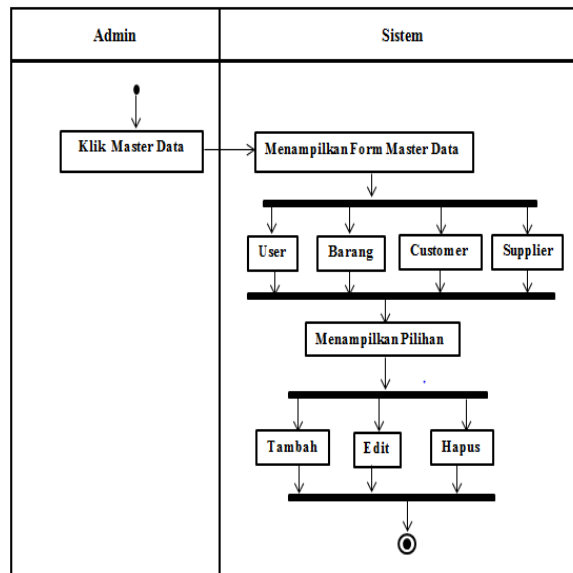 Admin
Sistem
Klik Master Data
Menampilkan Form Master Data
User
Barang
Customer
Supplier
Menampilkan Pilihan
Tambah
Edit
Hapus